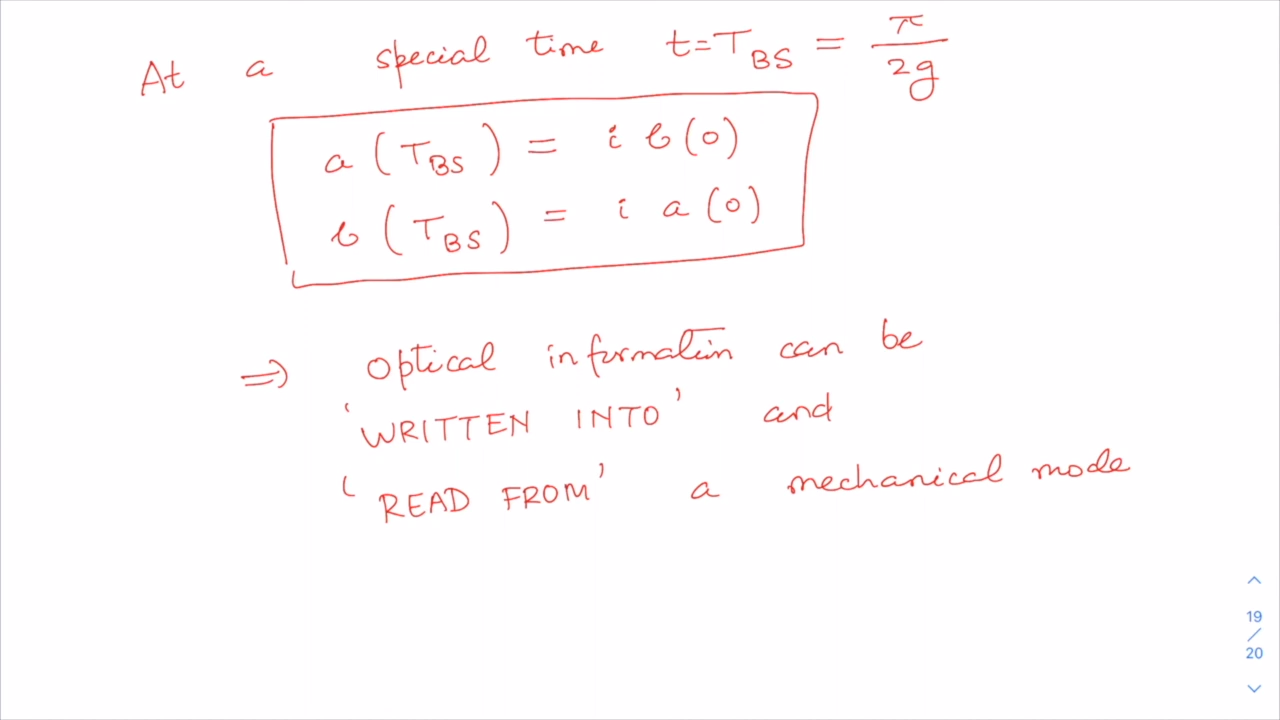 At a special time t=T_BS = π/2g
a (T_BS) = i b(0)
b (T_BS) = i a(0)
=> Optical information can be
'WRITTEN INTO' and
'READ FROM' a mechanical mode
19
/
20